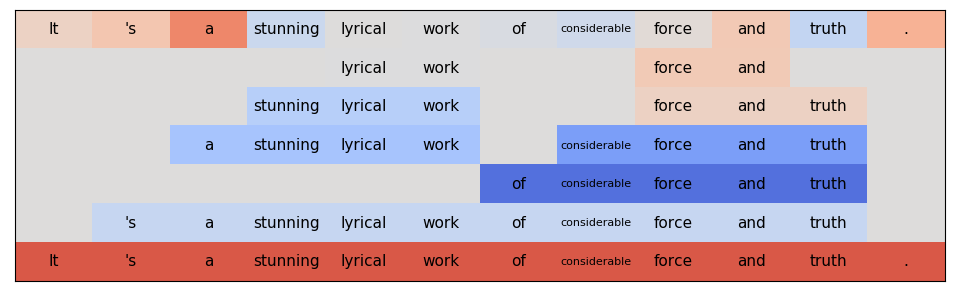 It 's a stunning lyrical work of considerable force and truth .
lyrical work force and
stunning lyrical work force and truth
a stunning lyrical work considerable force and truth
of considerable force and truth
's a stunning lyrical work of considerable force and truth
It 's a stunning lyrical work of considerable force and truth .